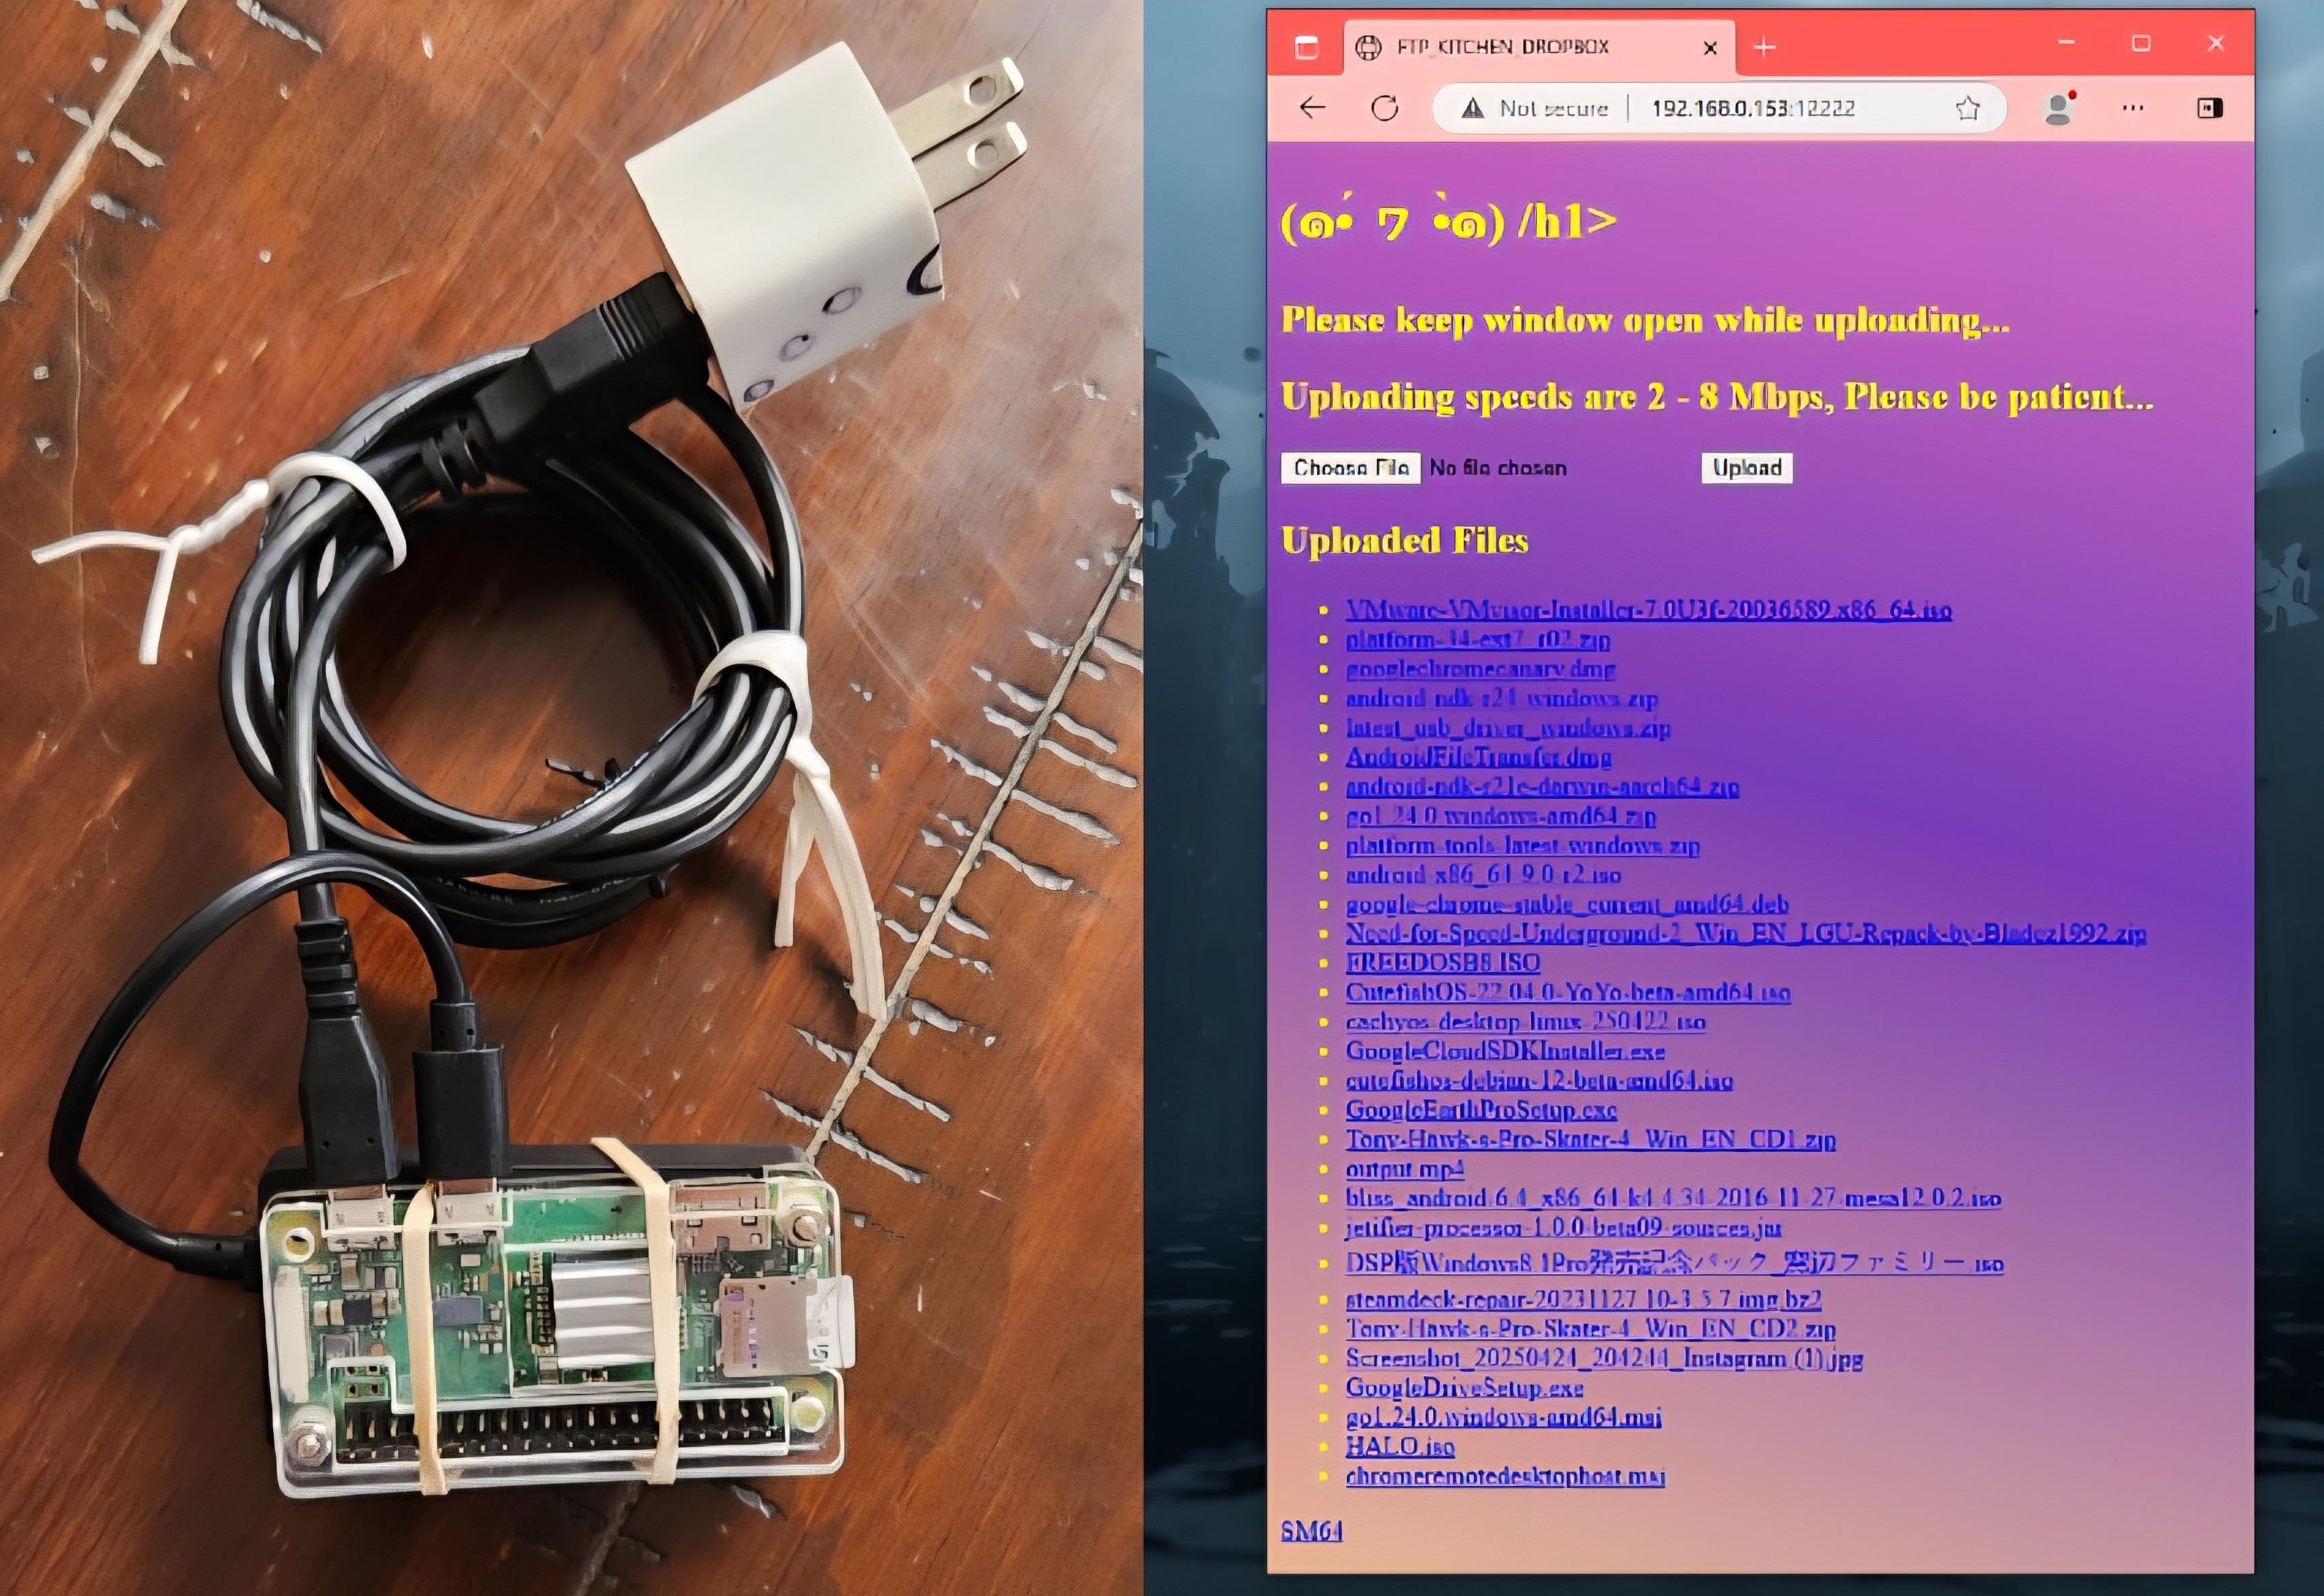 FTP_KITCHEN_DROPBOX
Not secure 192.168.0.153:12222
(๑•́ ヮ •̀๑) /h1>
Please keep window open while uploading...
Uploading speeds are 2 - 8 Mbps, Please be patient...
Choose File No file chosen Upload
Uploaded Files
VMware-VMvisor-Installer-7.0U3f-20036589.x86_64.iso
platform-34-ext7_r02.zip
googlechromecanary.dmg
android-ndk-r24-windows.zip
latest_usb_driver_windows.zip
AndroidFileTransfer.dmg
android-ndk-r21e-darwin-aarch64.zip
go1.24.0.windows-amd64.zip
platform-tools-latest-windows.zip
android-x86_64-9.0-r2.iso
google-chrome-stable_current_amd64.deb
Need-for-Speed-Underground-2_Win_EN_LGU-Repack-by-Bladez1992.zip
FREEDOSB8.ISO
CutefishOS-22.04.0-YoYo-beta-amd64.iso
cachyos-desktop-linux-250422.iso
GoogleCloudSDKInstaller.exe
cutefishos-debian-12-beta-amd64.iso
GoogleEarthProSetup.exe
Tony-Hawk-s-Pro-Skater-4_Win_EN_CD1.zip
output.mp4
bliss_android-6.4_x86_64-k4.4.34-2016-11-27-mesa12.0.2.iso
jetifier-processor-1.0.0-beta09-sources.jar
DSP版Windows8.1Pro発売記念パック_窓辺ファミリー.iso
steamdeck-repair-20231127.10-3.5.7.img.bz2
Tony-Hawk-s-Pro-Skater-4_Win_EN_CD2.zip
Screenshot_20250424_204244_Instagram (1).jpg
GoogleDriveSetup.exe
go1.24.0.windows-amd64.msi
HALO.iso
chromeremotedesktophost.msi
SM64